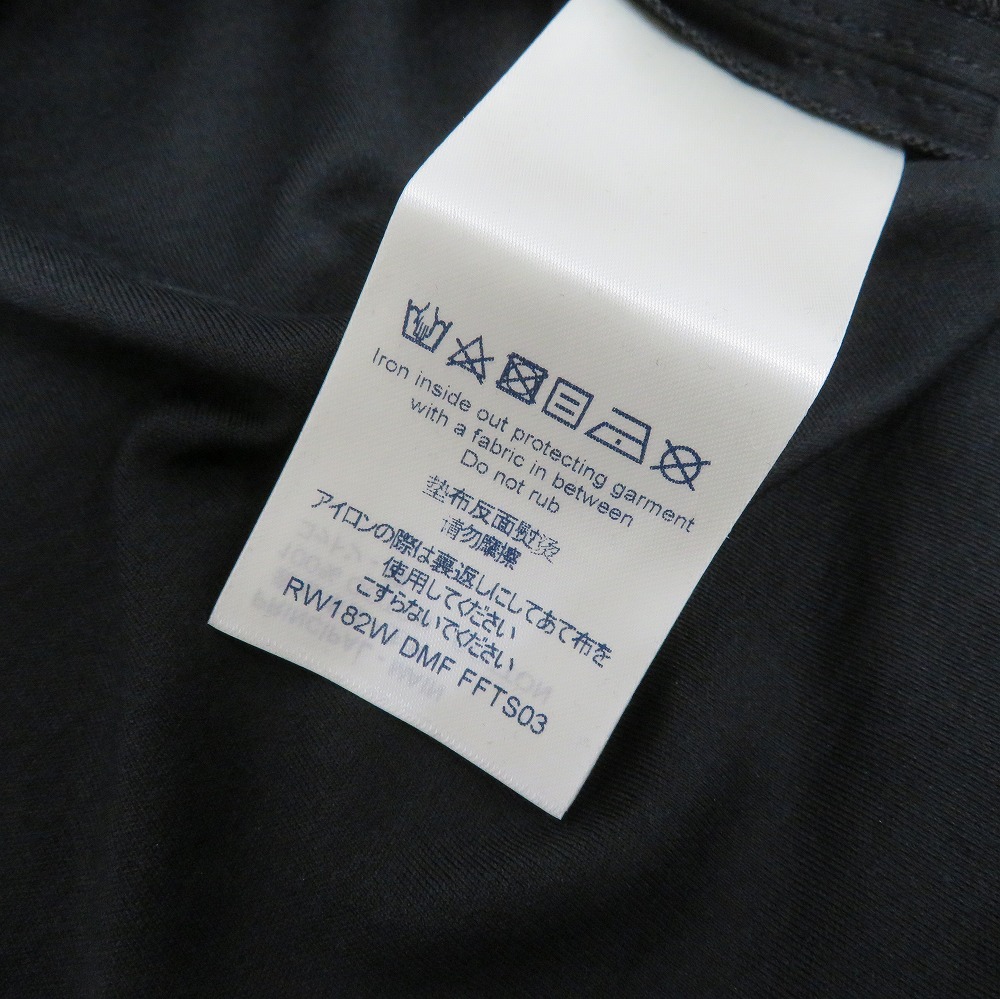 Iron inside out protecting garment
with a fabric in between
Do not rub
垫布反面熨烫
请勿摩擦
アイロンの際は裏返しにしてあて布を
使用してください
こすらないでください
RW182W DMF FFTS03